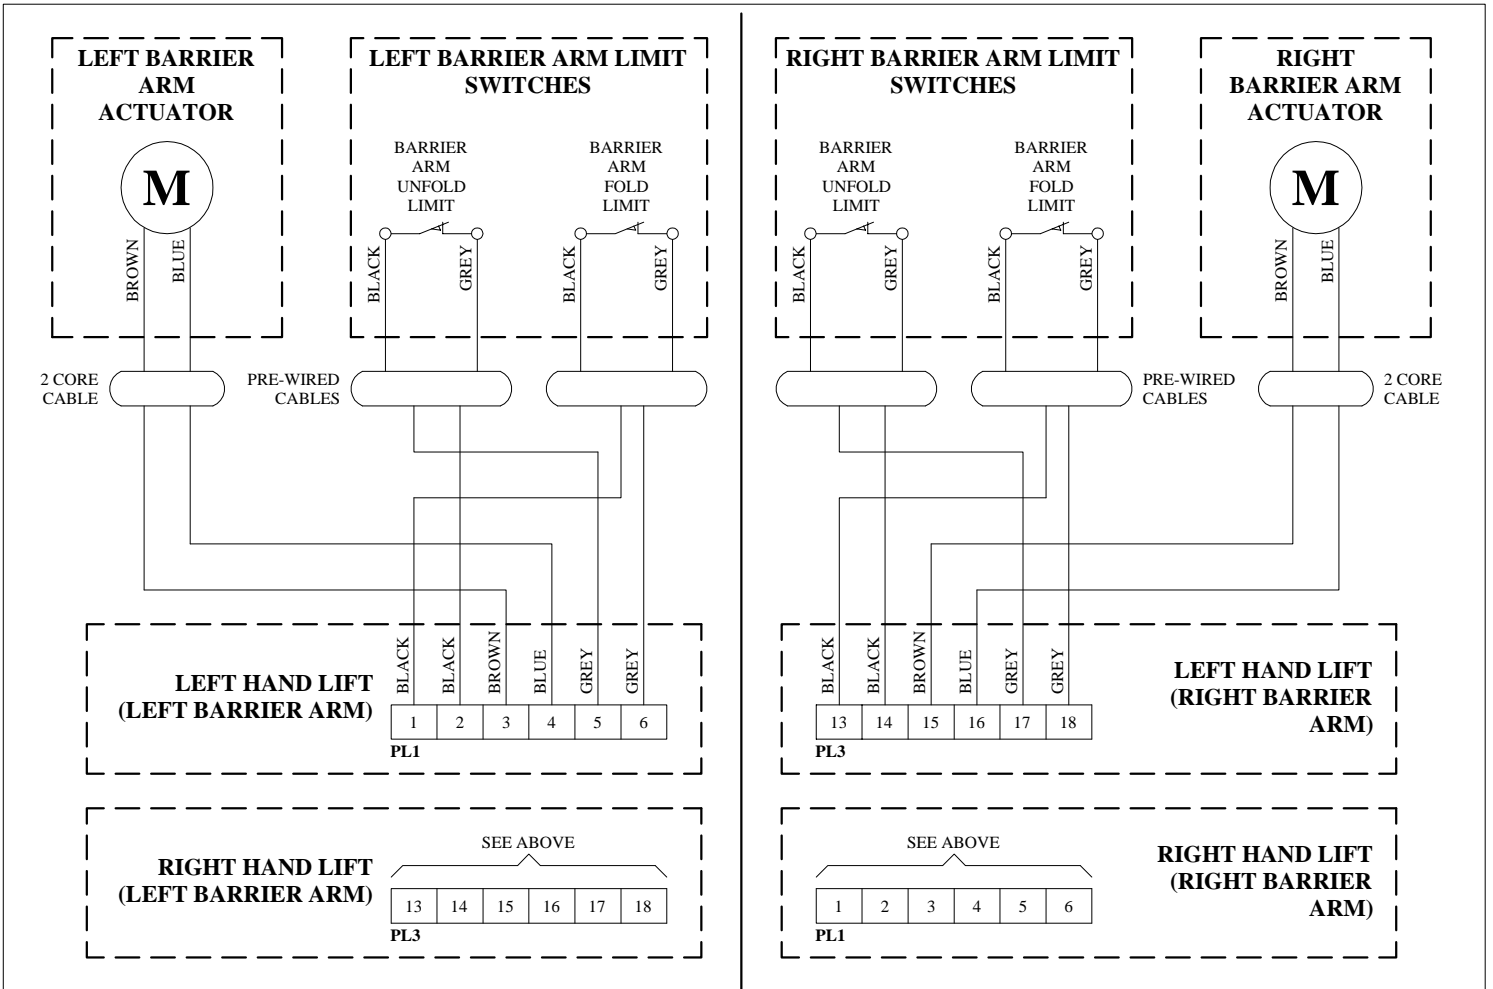 LEFT BARRIER
ARM
ACTUATOR
M
BROWN
BLUE
2 CORE
CABLE
LEFT BARRIER ARM LIMIT
SWITCHES
BARRIER
ARM
UNFOLD
LIMIT
BARRIER
ARM
FOLD
LIMIT
BLACK
GREY
BLACK
GREY
PRE-WIRED
CABLES
RIGHT BARRIER ARM LIMIT
SWITCHES
BARRIER
ARM
UNFOLD
LIMIT
BARRIER
ARM
FOLD
LIMIT
BLACK
GREY
BLACK
GREY
PRE-WIRED
CABLES
RIGHT
BARRIER ARM
ACTUATOR
M
BROWN
BLUE
2 CORE
CABLE
LEFT HAND LIFT
(LEFT BARRIER ARM)
BLACK
BLACK
BROWN
BLUE
GREY
GREY
1 2 3 4 5 6
PL1
BLACK
BLACK
BROWN
BLUE
GREY
GREY
13 14 15 16 17 18
PL3
LEFT HAND LIFT
(RIGHT BARRIER
ARM)
RIGHT HAND LIFT
(LEFT BARRIER ARM)
SEE ABOVE
13 14 15 16 17 18
PL3
SEE ABOVE
1 2 3 4 5 6
PL1
RIGHT HAND LIFT
(RIGHT BARRIER
ARM)